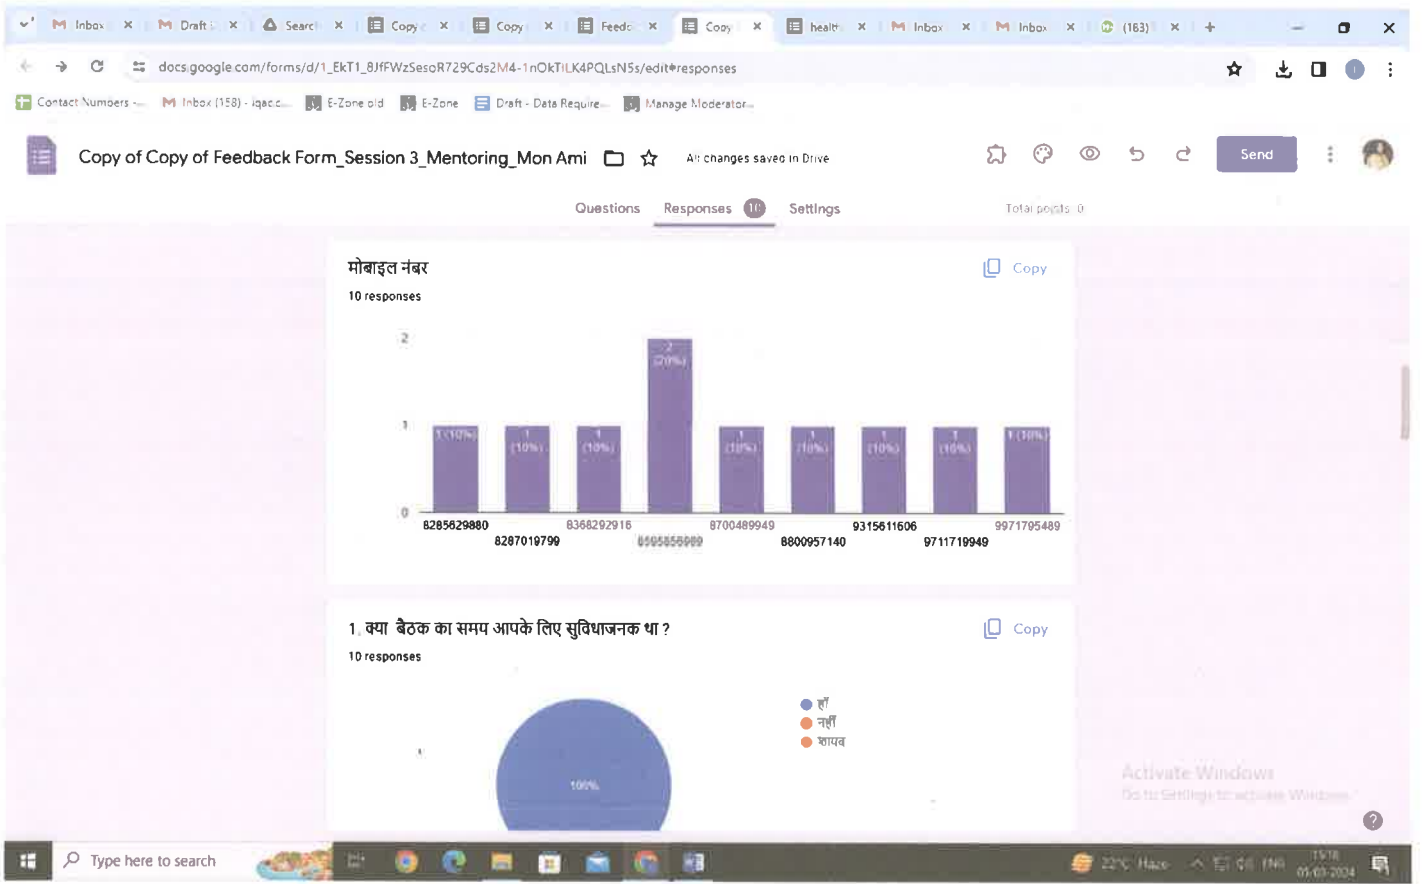 Inbox
Draft
Search
Copy
Copy
Feedb
Copy
health
Inbox
Inbox
(163)
docs.google.com/forms/d/1_EkT1_8JfFWzSesoR729Cds2M4-1nOkTILK4PQLsN5s/edit#responses
Contact Numbers -
Inbox (158) - iqac.c...
E-Zone old
E-Zone
Draft - Data Require...
Manage Moderator...
Copy of Copy of Feedback Form_Session 3_Mentoring_Mon Ami
All changes saved in Drive
Send
Questions
Responses 10
Settings
Total points: 0
मोबाइल नंबर
Copy
10 responses
2
1
0
2
(20%)
1 (10%)
1
(10%)
1
(10%)
1
(10%)
1
(10%)
1
(10%)
1
(10%)
1 (10%)
8285629880
8287019799
8368292916
8700489949
8800957140
9315611606
9711719949
9971795489
1. क्या बैठक का समय आपके लिए सुविधाजनक था ?
Copy
10 responses
100%
हाँ
नहीं
शायद
Activate Windows
Go to Settings to activate Windows.
Type here to search
22°C Haze
ENG
15:18
01-03-2024